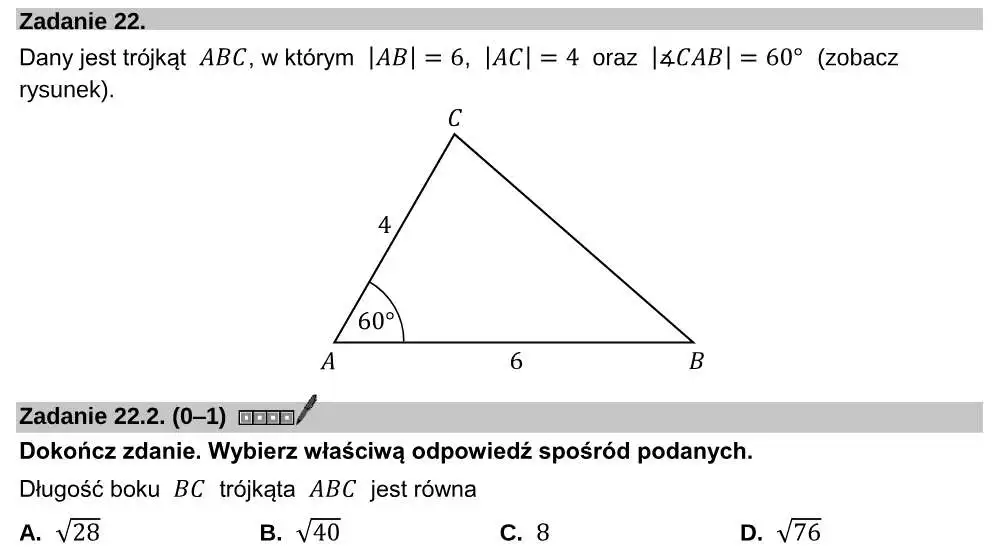 Zadanie 22.
Dany jest trójkąt ABC, w którym |AB| = 6, |AC| = 4 oraz |∡CAB| = 60° (zobacz
rysunek).
C
4
60°
A
6
B
Zadanie 22.2. (0–1)
Dokończ zdanie. Wybierz właściwą odpowiedź spośród podanych.
Długość boku BC trójkąta ABC jest równa
A. √28 B. √40 C. 8 D. √76